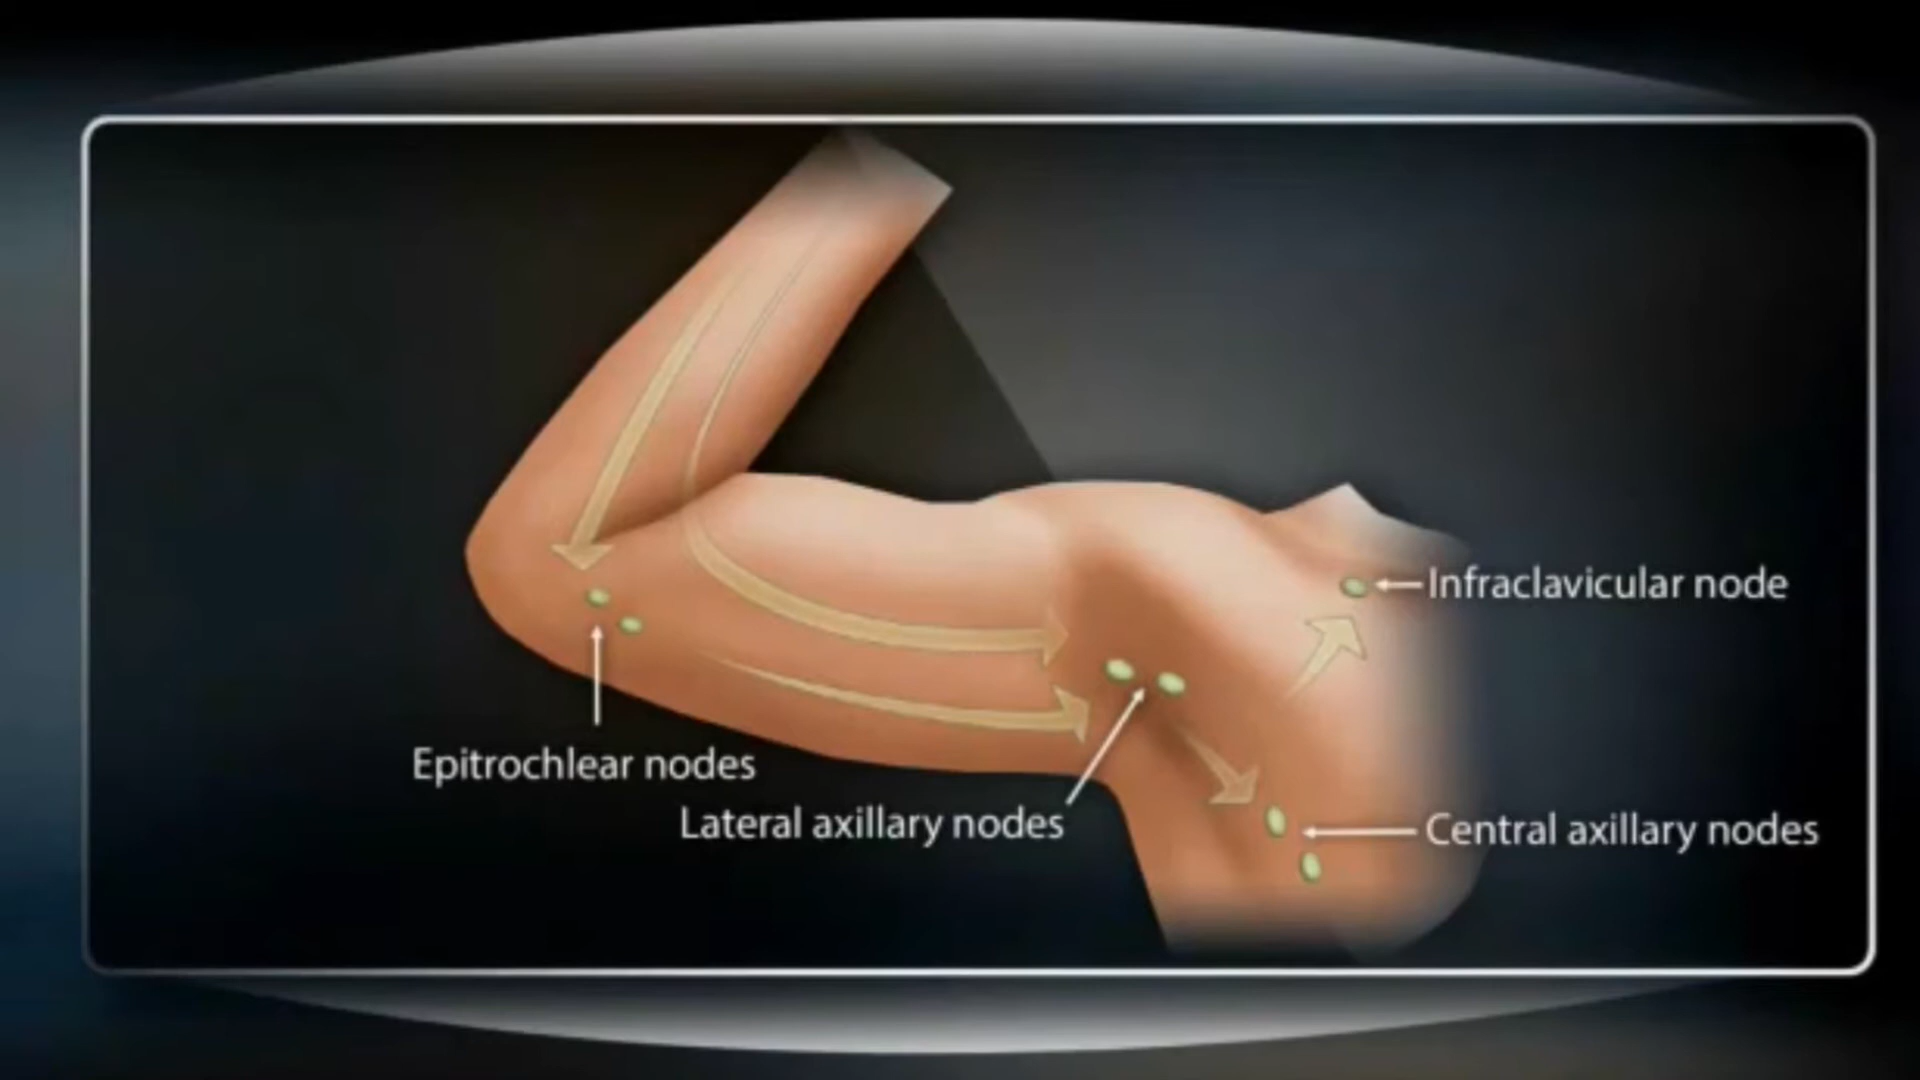 Infraclavicular node
Epitrochlear nodes
Lateral axillary nodes
Central axillary nodes